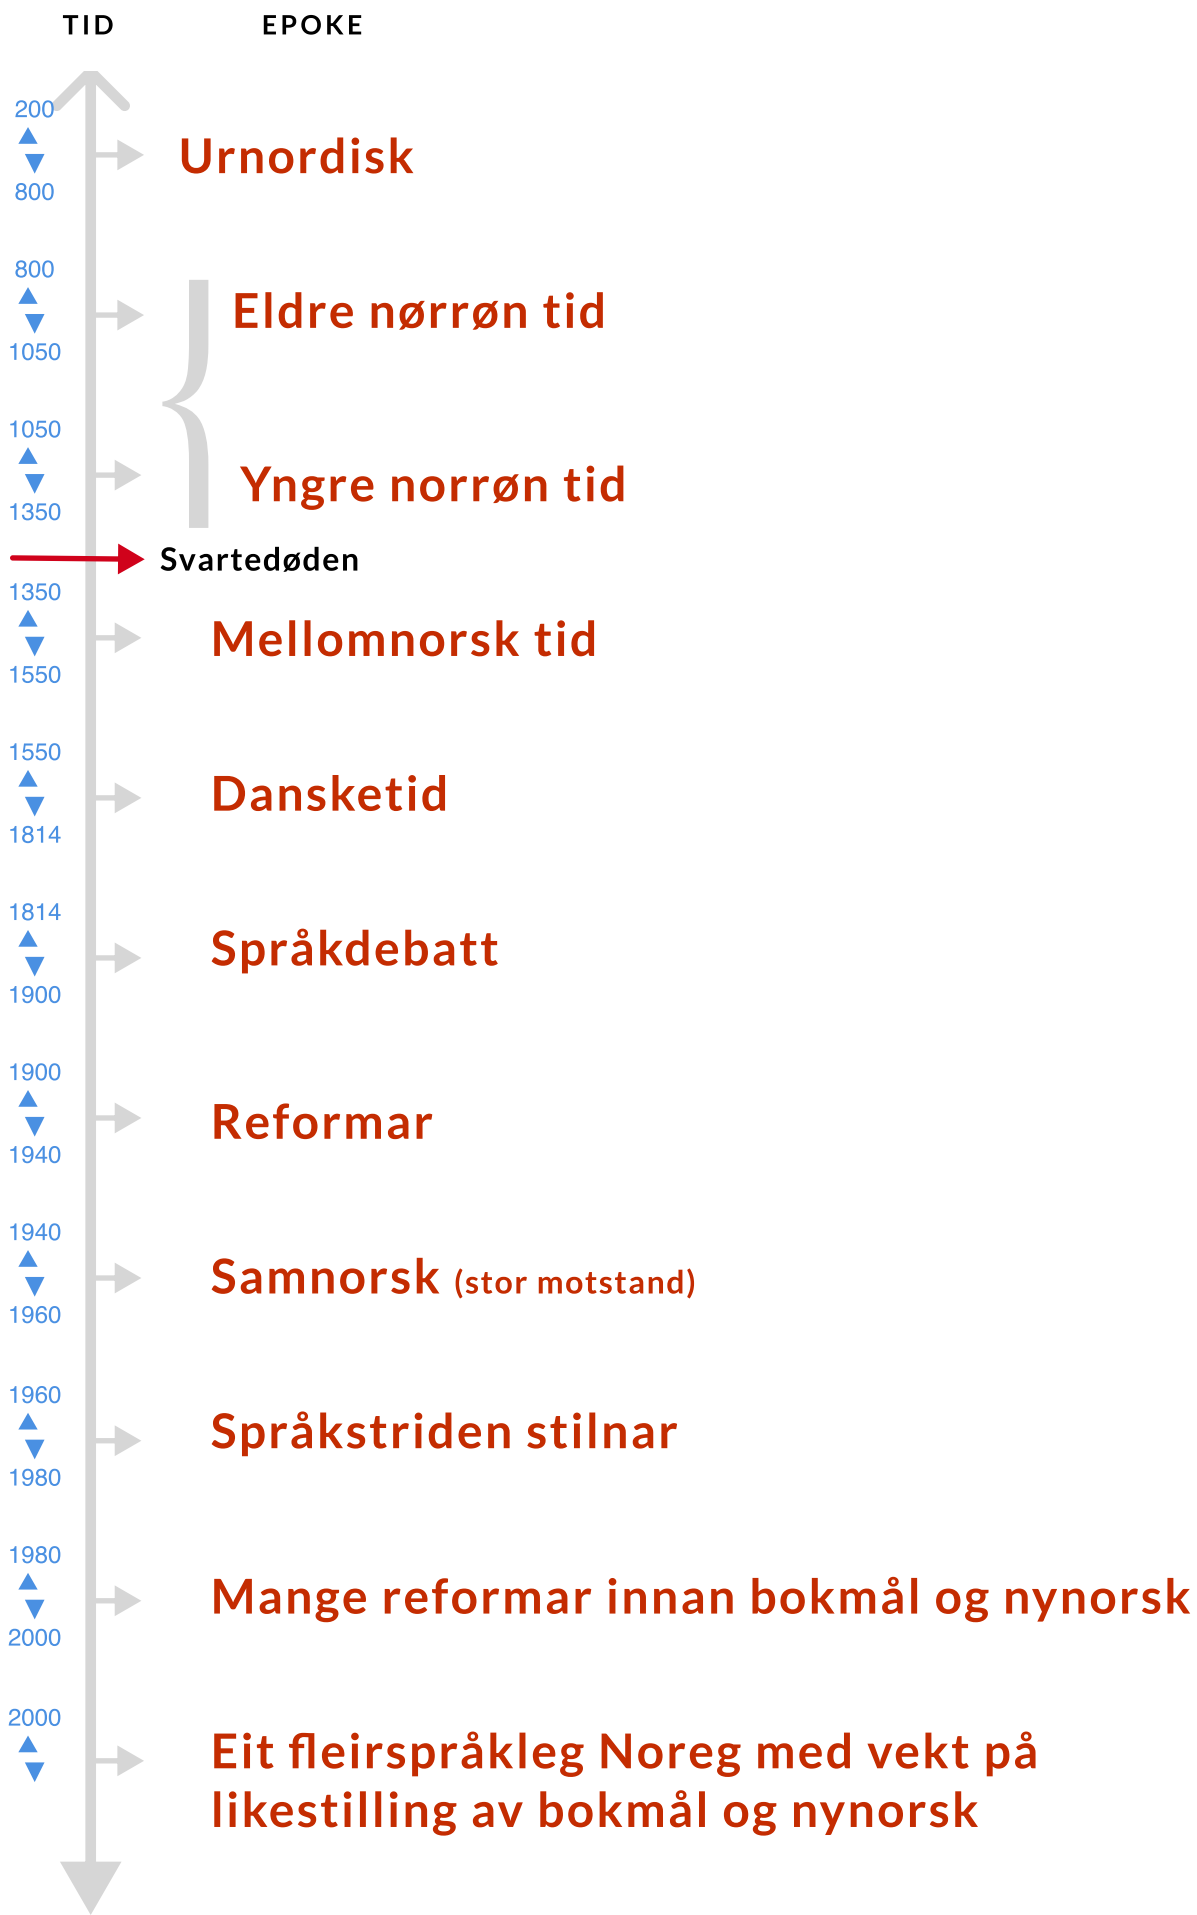 TID EPOKE
200
800
Urnordisk
800
1050
Eldre nørrøn tid
1050
1350
Yngre norrøn tid
Svartedøden
1350
1550
Mellomnorsk tid
1550
1814
Dansketid
1814
1900
Språkdebatt
1900
1940
Reformar
1940
1960
Samnorsk (stor motstand)
1960
1980
Språkstriden stilnar
1980
2000
Mange reformar innan bokmål og nynorsk
2000
Eit fleirspråkleg Noreg med vekt på
likestilling av bokmål og nynorsk